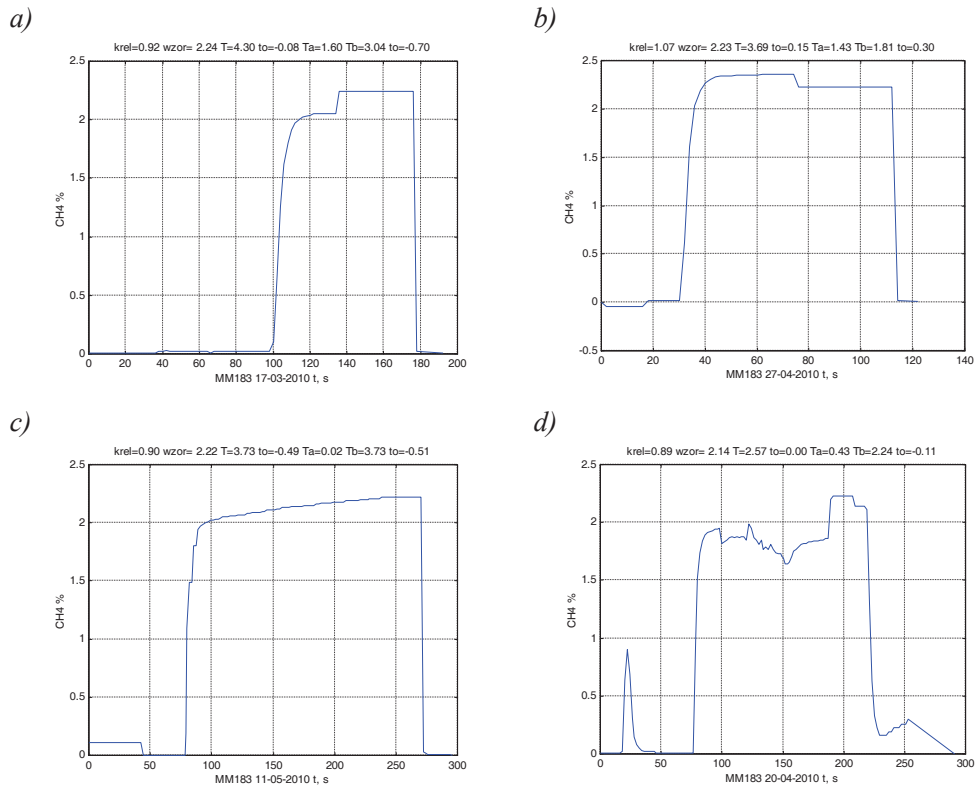 a)
krel=0.92 wzor= 2.24 T=4.30 to=-0.08 Ta=1.60 Tb=3.04 to=-0.70
2.5
2
1.5
1
0.5
0
CH4 %
0 20 40 60 80 100 120 140 160 180 200
MM183 17-03-2010 t, s
b)
krel=1.07 wzor= 2.23 T=3.69 to=0.15 Ta=1.43 Tb=1.81 to=0.30
2.5
2
1.5
1
0.5
0
-0.5
CH4 %
0 20 40 60 80 100 120 140
MM183 27-04-2010 t, s
c)
krel=0.90 wzor= 2.22 T=3.73 to=-0.49 Ta=0.02 Tb=3.73 to=-0.51
2.5
2
1.5
1
0.5
0
CH4 %
0 50 100 150 200 250 300
MM183 11-05-2010 t, s
d)
krel=0.89 wzor= 2.14 T=2.57 to=0.00 Ta=0.43 Tb=2.24 to=-0.11
2.5
2
1.5
1
0.5
0
CH4 %
0 50 100 150 200 250 300
MM183 20-04-2010 t, s